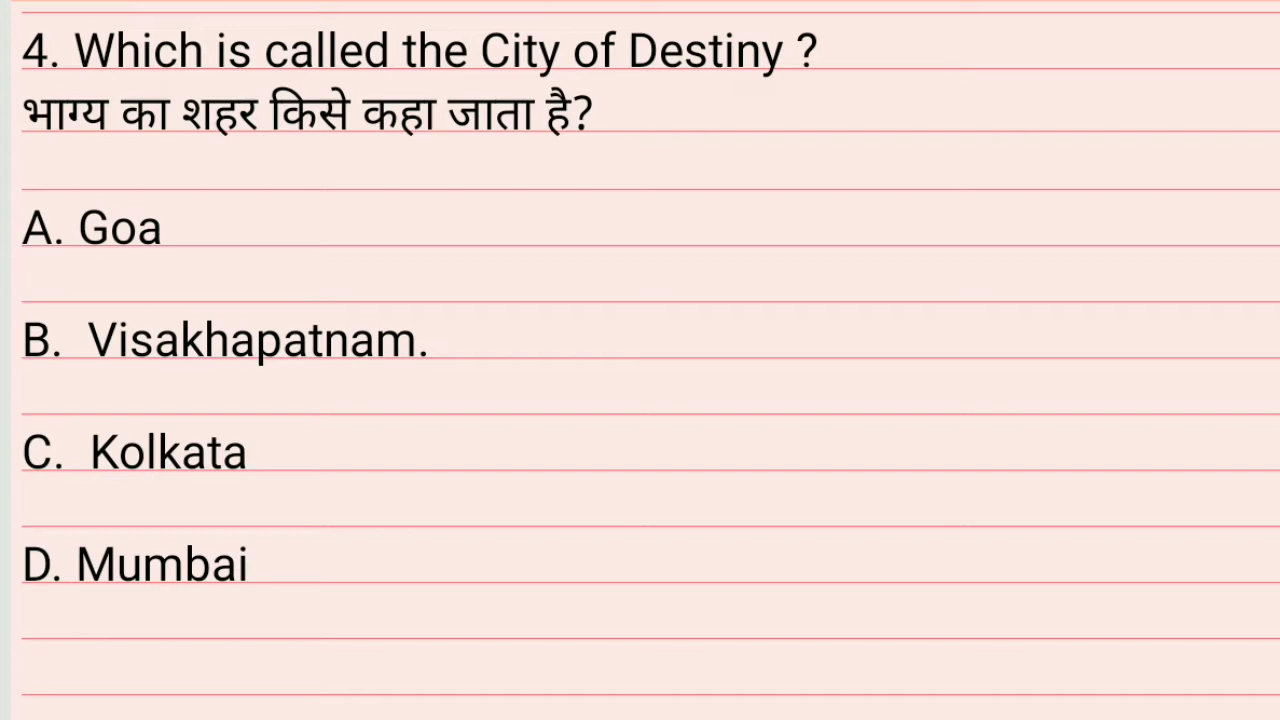 4. Which is called the City of Destiny ?
भाग्य का शहर किसे कहा जाता है?
A. Goa
B. Visakhapatnam.
C. Kolkata
D. Mumbai